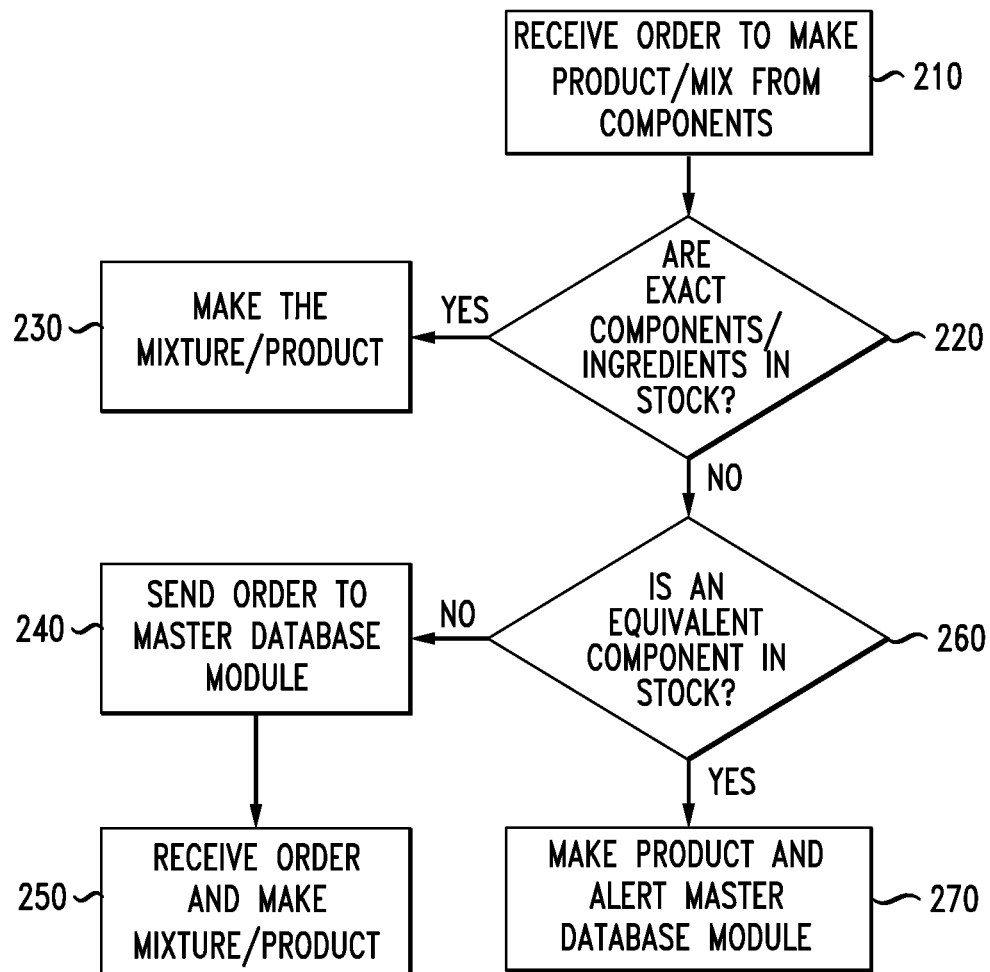 RECEIVE ORDER TO MAKE
PRODUCT/MIX FROM
COMPONENTS
210
ARE
EXACT
COMPONENTS/
INGREDIENTS IN
STOCK?
220
YES
MAKE THE
MIXTURE/PRODUCT
230
NO
IS AN
EQUIVALENT
COMPONENT IN
STOCK?
260
NO
SEND ORDER TO
MASTER DATABASE
MODULE
240
YES
RECEIVE ORDER
AND MAKE
MIXTURE/PRODUCT
250
MAKE PRODUCT AND
ALERT MASTER
DATABASE MODULE
270